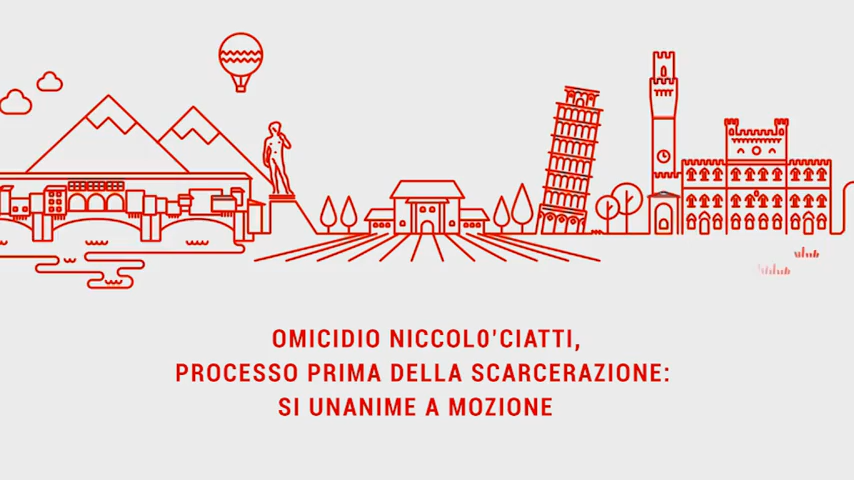 OMICIDIO NICCOLO'CIATTI,
PROCESSO PRIMA DELLA SCARCERAZIONE:
SI UNANIME A MOZIONE